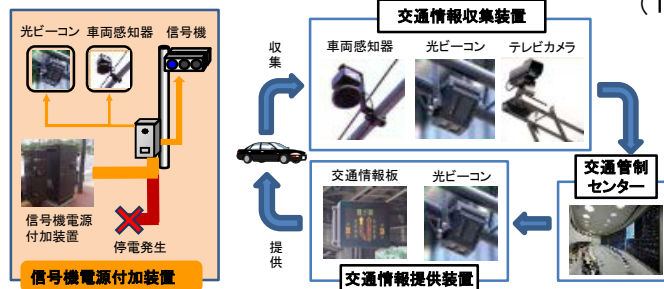 光ビーコン
車両感知器
信号機
信号機電源
付加装置
停電発生
信号機電源付加装置
収
集
提
供
交通情報収集装置
車両感知器
光ビーコン
テレビカメラ
交通管制
センター
交通情報板
光ビーコン
交通情報提供装置